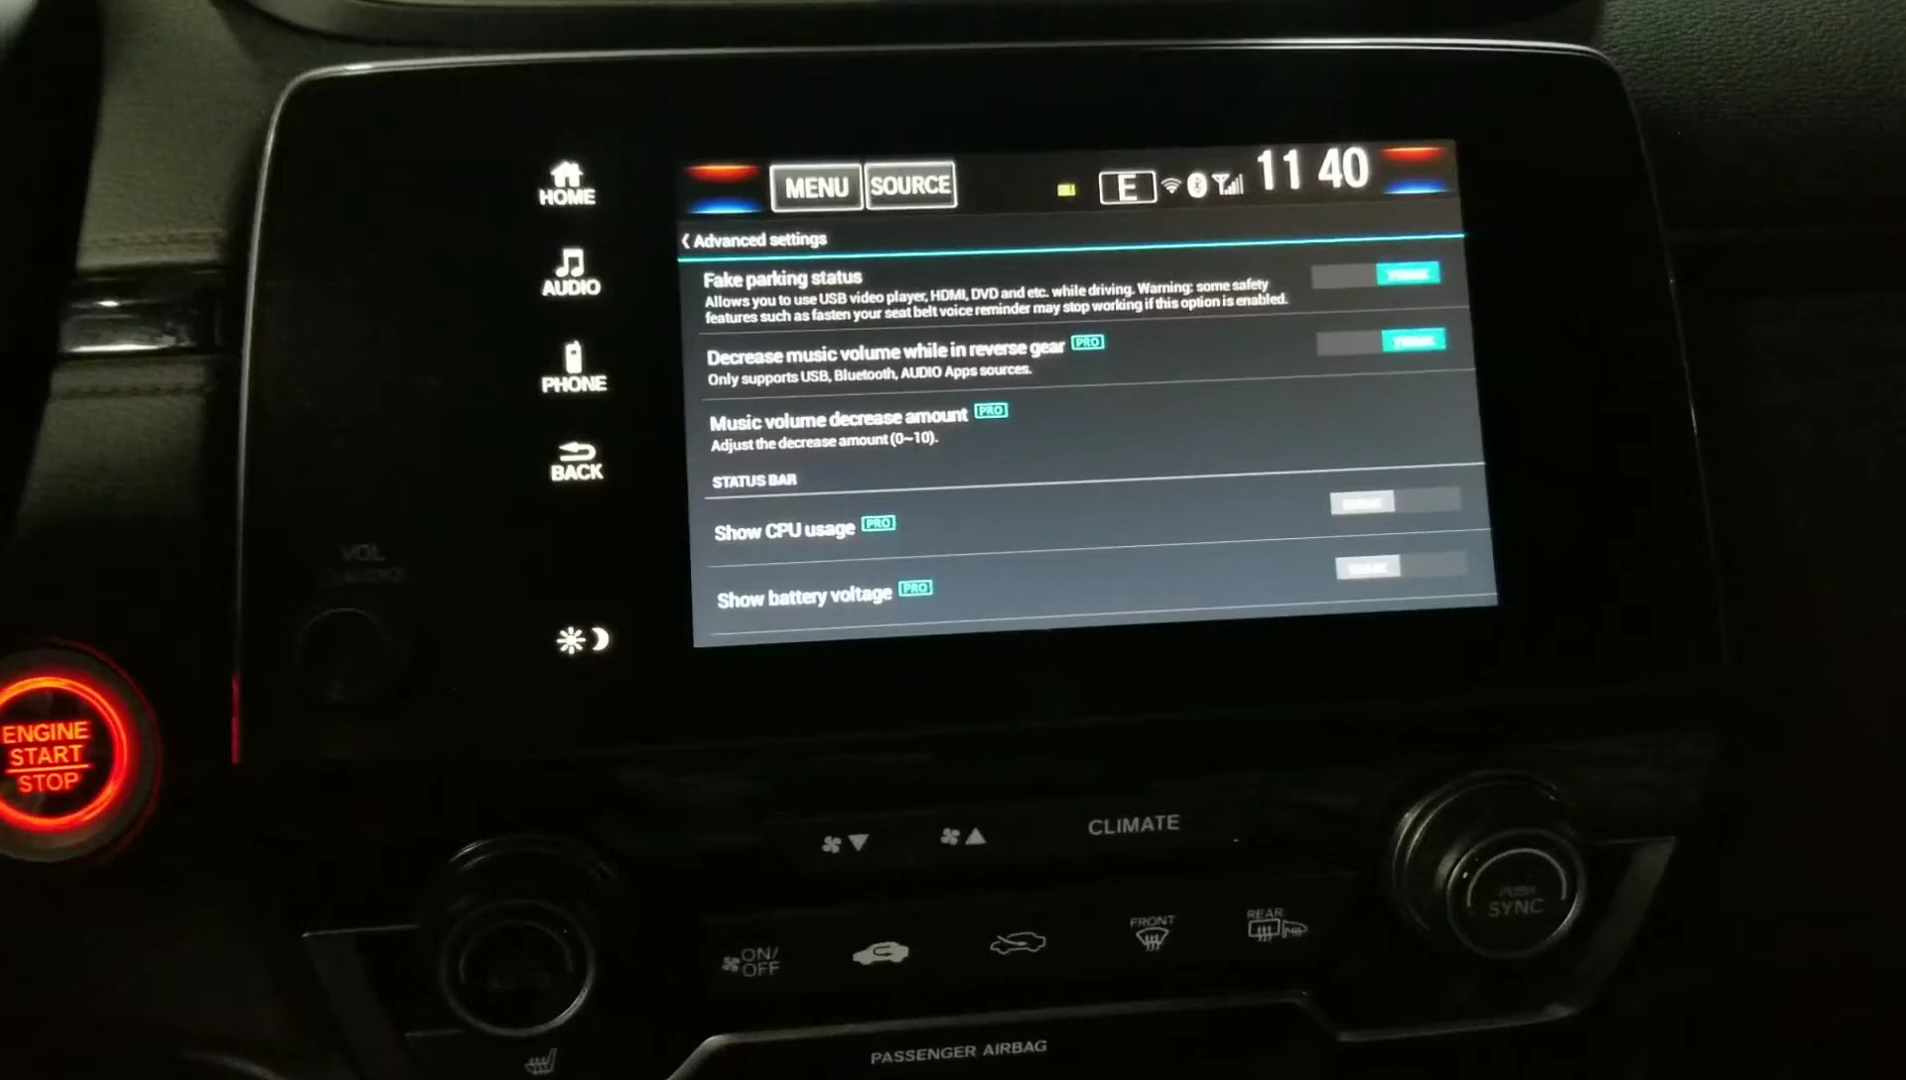 HOME
AUDIO
PHONE
BACK
MENU
SOURCE
E
11 40
Advanced settings
Fake parking status
Allows you to use USB video player, HDMI, DVD and etc. while driving. Warning: some safety
features such as fasten your seat belt voice reminder may stop working if this option is enabled.
Decrease music volume while in reverse gear PRO
Only supports USB, Bluetooth, AUDIO Apps sources.
Music volume decrease amount PRO
Adjust the decrease amount (0~10).
STATUS BAR
Show CPU usage PRO
Show battery voltage PRO
VOL
AUDIO
ENGINE
START
STOP
CLIMATE
ON/
OFF
FRONT
REAR
PUSH
SYNC
PASSENGER AIRBAG